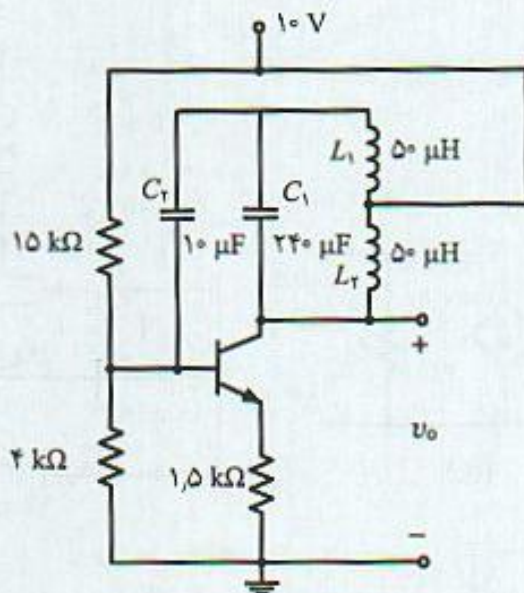 ۱۰ V
L۱
۵۰ μH
C۲
C۱
۱۵ kΩ
۱۰ μF
۲۴۰ μF
۵۰ μH
L۲
+
۴ kΩ
۱٫۵ kΩ
v₀
−